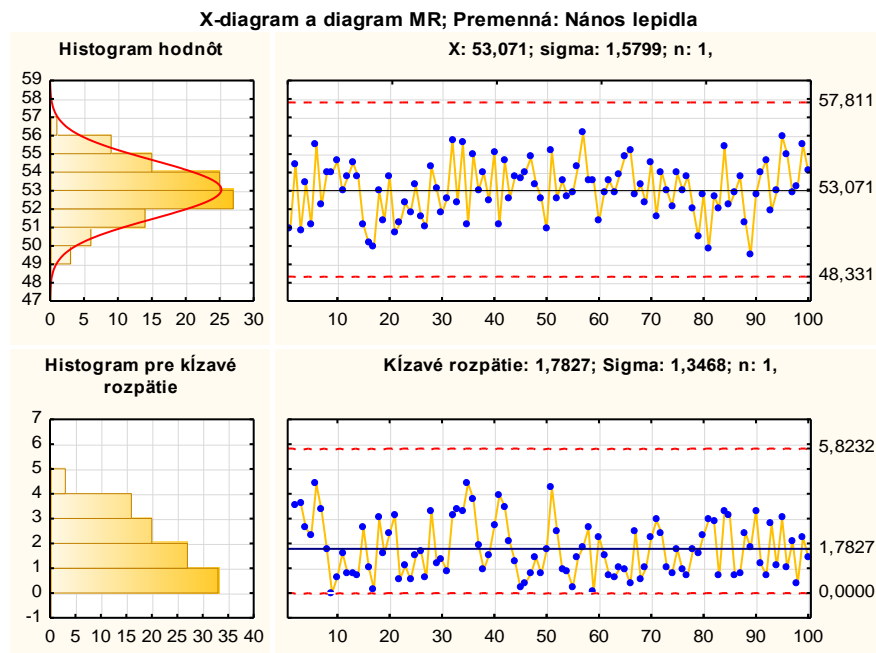 X-diagram a diagram MR; Premenná: Nános lepidla
Histogram hodnôt
X: 53,071; sigma: 1,5799; n: 1,
59
58
57
56
55
54
53
52
51
50
49
48
47
0 5 10 15 20 25 30
57,811
53,071
48,331
10 20 30 40 50 60 70 80 90 100
Histogram pre kĺzavé
rozpätie
Kĺzavé rozpätie: 1,7827; Sigma: 1,3468; n: 1,
7
6
5
4
3
2
1
0
-1
0 5 10 15 20 25 30 35 40
5,8232
1,7827
0,0000
10 20 30 40 50 60 70 80 90 100